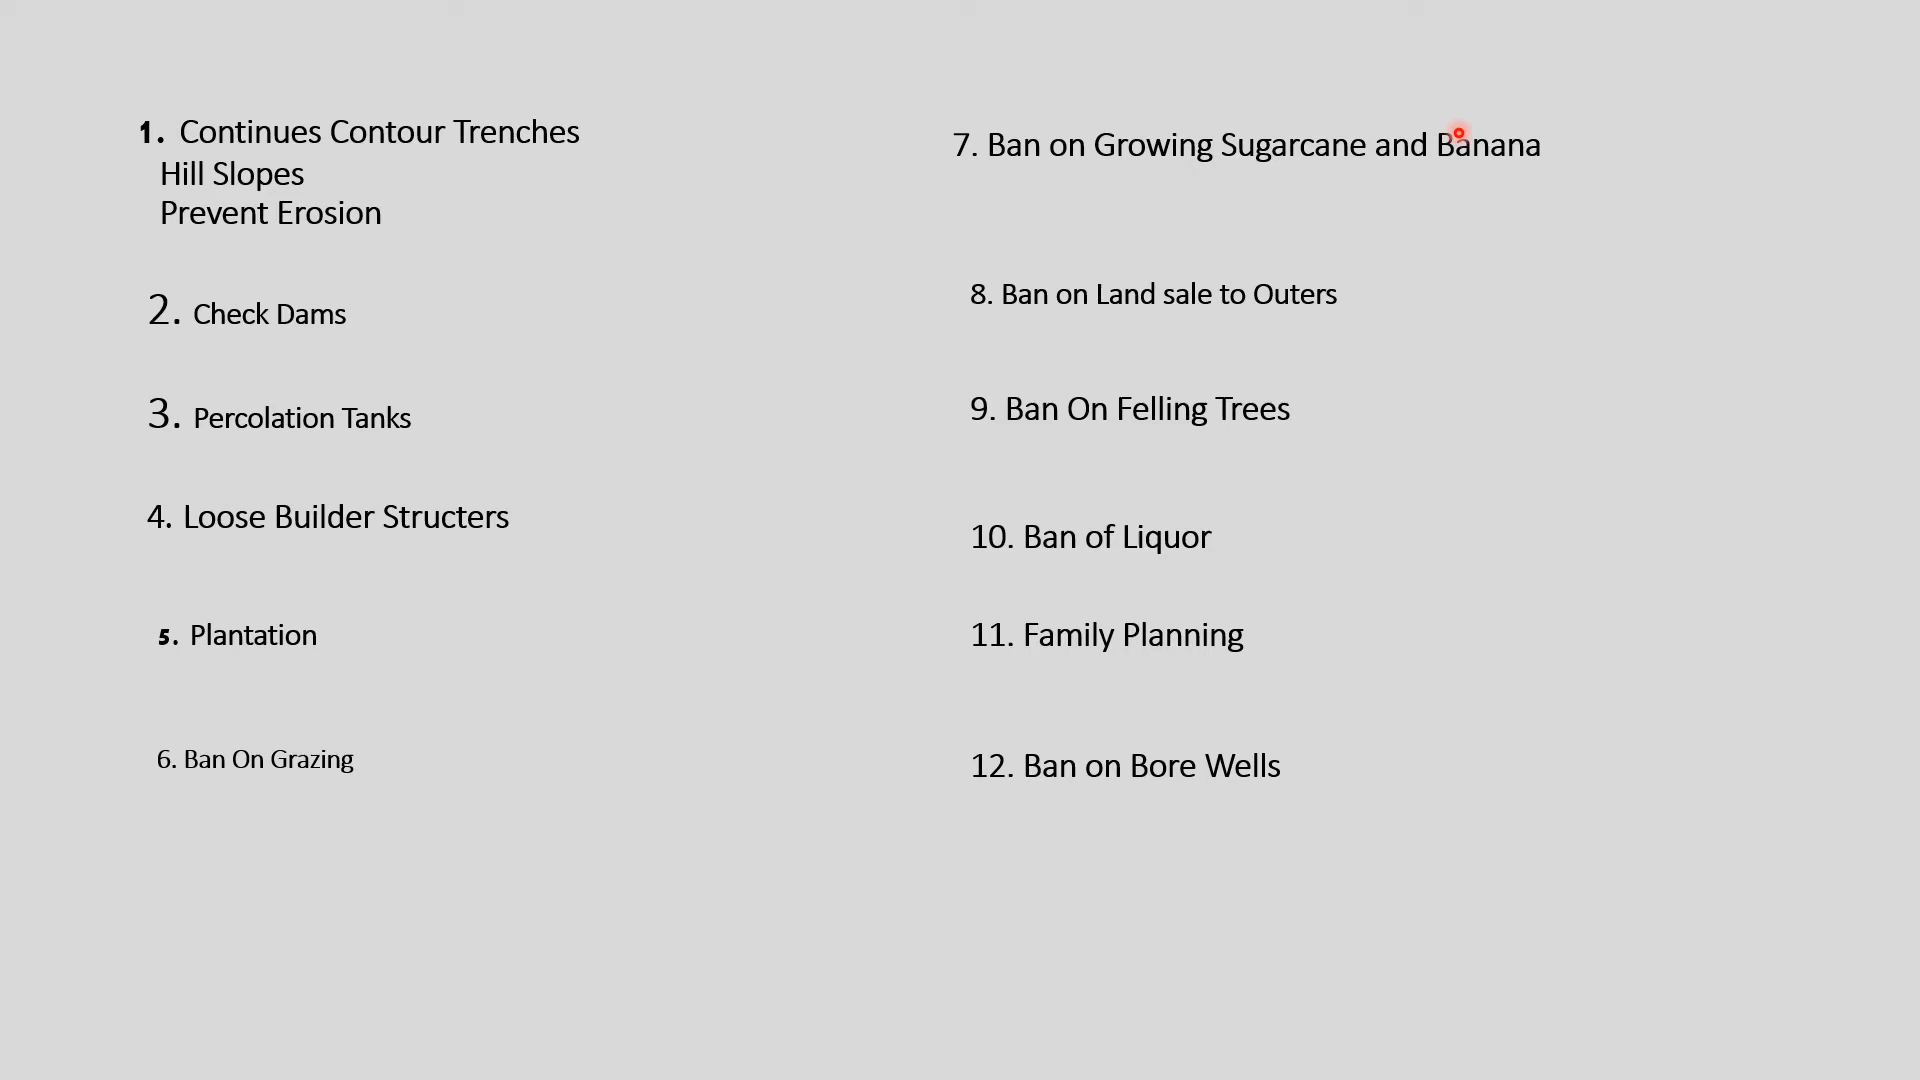 1. Continues Contour Trenches
Hill Slopes
Prevent Erosion
2. Check Dams
3. Percolation Tanks
4. Loose Builder Structers
5. Plantation
6. Ban On Grazing
7. Ban on Growing Sugarcane and Banana
8. Ban on Land sale to Outers
9. Ban On Felling Trees
10. Ban of Liquor
11. Family Planning
12. Ban on Bore Wells